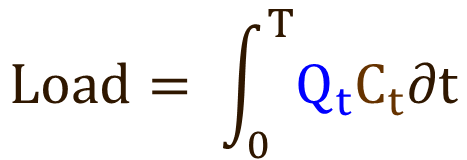 Load = ∫₀ᵀ QₜCₜ∂t